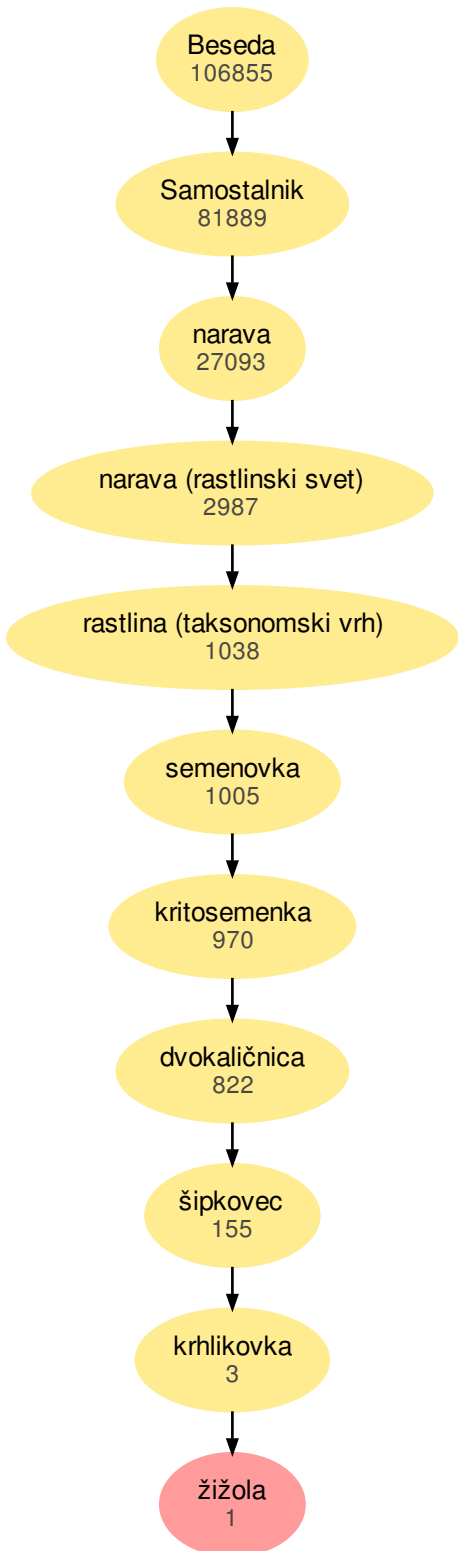 Beseda
106855
Samostalnik
81889
narava
27093
narava (rastlinski svet)
2987
rastlina (taksonomski vrh)
1038
semenovka
1005
kritosemenka
970
dvokaličnica
822
šipkovec
155
krhlikovka
3
žižola
1